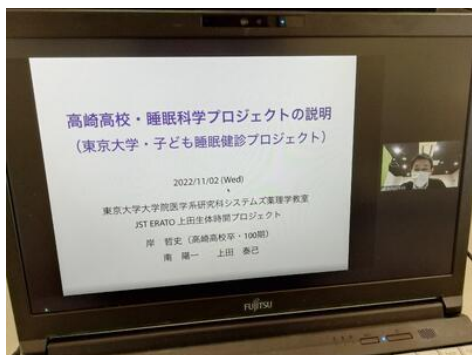 高崎高校・睡眠科学プロジェクトの説明
（東京大学・子ども睡眠健診プロジェクト）
2022/11/02 (Wed)
東京大学大学院医学系研究科システムズ薬理学教室
JST ERATO 上田生体時間プロジェクト
岸 哲史（高崎高校卒・100期）
南 陽一 上田 泰己
FUJITSU